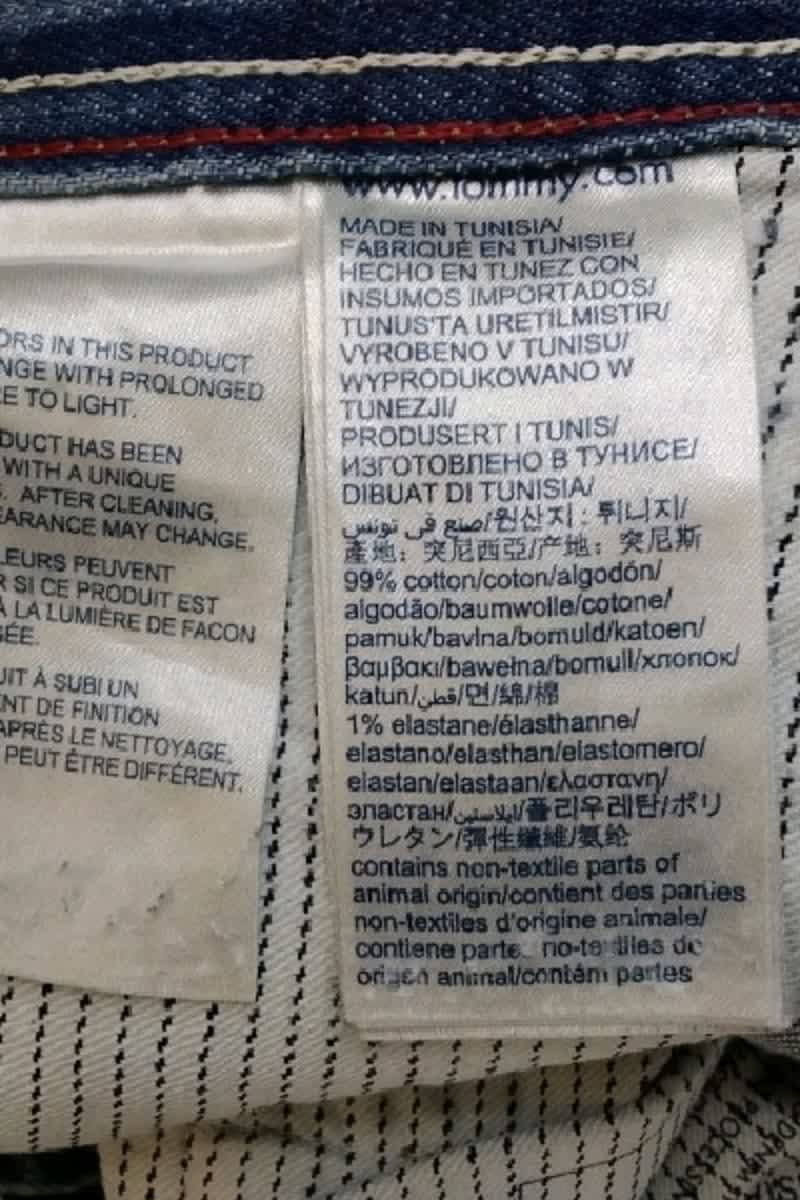 ORS IN THIS PRODUCT
NGE WITH PROLONGED
E TO LIGHT.
DUCT HAS BEEN
WITH A UNIQUE
. AFTER CLEANING,
EARANCE MAY CHANGE.
LEURS PEUVENT
R SI CE PRODUIT EST
À LA LUMIÈRE DE FACON
GÉE.
UIT À SUBI UN
ENT DE FINITION
APRÈS LE NETTOYAGE,
PEUT ÊTRE DIFFÉRENT.
www.tommy.com
MADE IN TUNISIA/
FABRIQUÉ EN TUNISIE/
HECHO EN TUNEZ CON
INSUMOS IMPORTADOS/
TUNUS'TA URETILMISTIR/
VYROBENO V TUNISU/
WYPRODUKOWANO W
TUNEZJI/
PRODUSERT I TUNIS/
ИЗГОТОВЛЕНО В ТУНИСЕ/
DIBUAT DI TUNISIA/
صنع في تونس/원산지 : 튀니지/
產地：突尼西亞/产地：突尼斯
99% cotton/coton/algodón/
algodão/baumwolle/cotone/
pamuk/bavlna/bomuld/katoen/
βαμβακι/bawełna/bomull/хлопок/
katun/قطن/면/綿/棉
1% elastane/élasthanne/
elastano/elasthan/elastomero/
elastan/elastaan/ελαστανη/
эластан/ايلاستين/폴리우레탄/ポリ
ウレタン/彈性纖維/氨纶
contains non-textile parts of
animal origin/contient des parties
non-textiles d'origine animale/
contiene partes no-textiles de
origen animal/contém partes